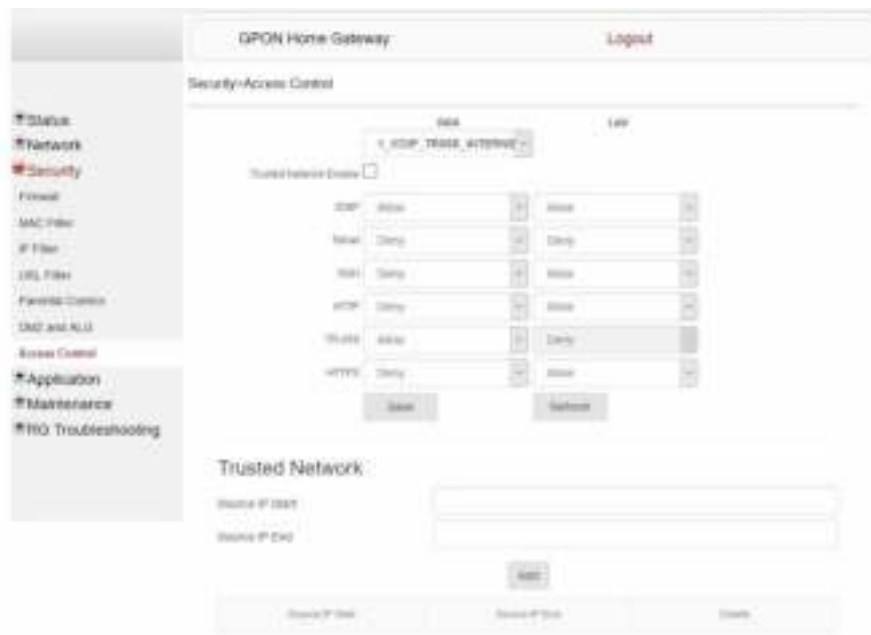 GPON Home Gateway
Logout
Security>Access Control
Status
Network
Security
Firewall
MAC Filter
IP Filter
URL Filter
Parental Control
DMZ and ALG
Access Control
Application
Maintenance
RG Troubleshooting
WAN LAN
Trusted Network Enable
ICMP Allow Allow
Telnet Deny Deny
SSH Deny Allow
HTTP Deny Allow
TR-069 Allow Deny
HTTPS Deny Allow
Save Refresh
Trusted Network
Source IP Start
Source IP End
Add
Source IP Start Source IP End Delete